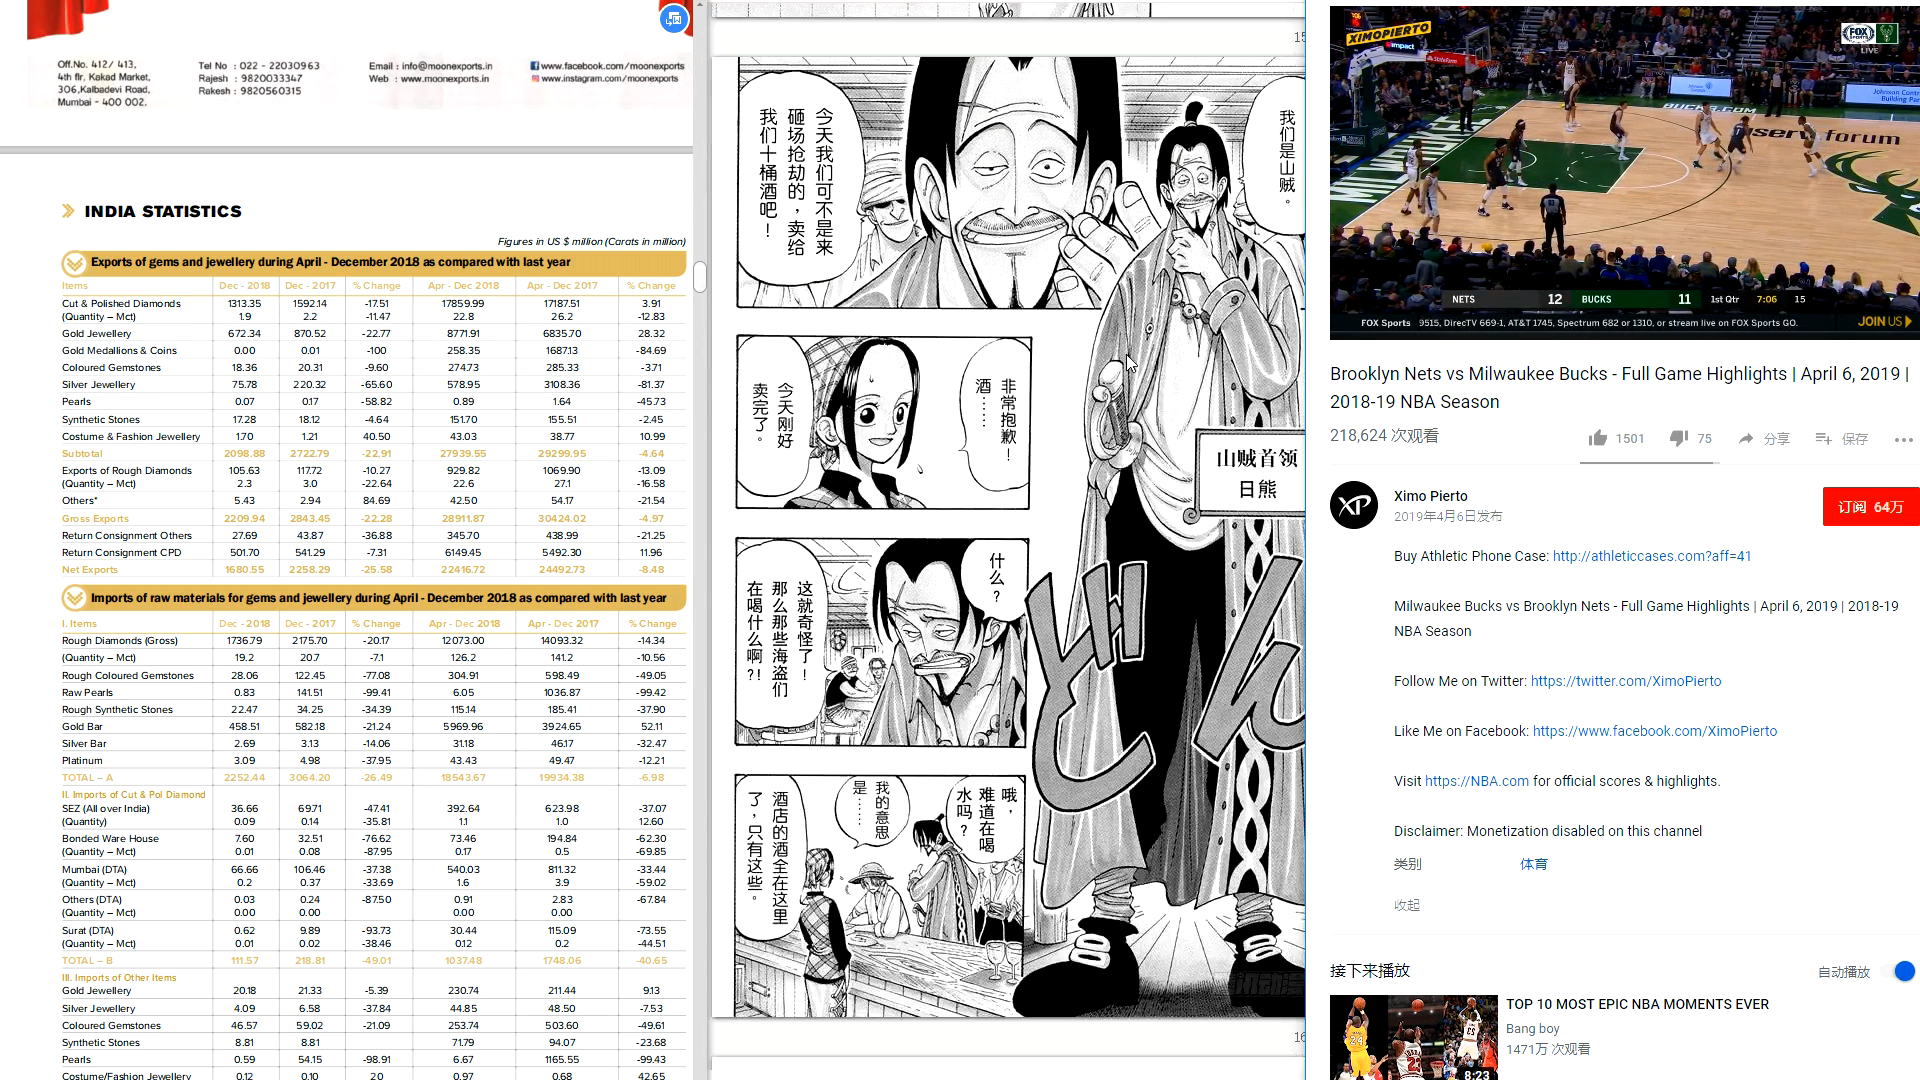 Off.No. 412/ 413,
4th flr, Kakad Market,
306,Kalbadevi Road,
Mumbai - 400 002.
Tel No : 022 - 22030963
Rajesh : 9820033347
Rakesh : 9820560315
Email : info@moonexports.in
Web : www.moonexports.in
www.facebook.com/moonexports
www.instagram.com/moonexports
INDIA STATISTICS
Figures in US $ million (Carats in million)
Exports of gems and jewellery during April - December 2018 as compared with last year
Items Dec - 2018 Dec - 2017 % Change Apr - Dec 2018 Apr - Dec 2017 % Change
Cut & Polished Diamonds 1313.35 1592.14 -17.51 17859.99 17187.51 3.91
(Quantity – Mct) 1.9 2.2 -11.47 22.8 26.2 -12.83
Gold Jewellery 672.34 870.52 -22.77 8771.91 6835.70 28.32
Gold Medallions & Coins 0.00 0.01 -100 258.35 1687.13 -84.69
Coloured Gemstones 18.36 20.31 -9.60 274.73 285.33 -3.71
Silver Jewellery 75.78 220.32 -65.60 578.95 3108.36 -81.37
Pearls 0.07 0.17 -58.82 0.89 1.64 -45.73
Synthetic Stones 17.28 18.12 -4.64 151.70 155.51 -2.45
Costume & Fashion Jewellery 1.70 1.21 40.50 43.03 38.77 10.99
Subtotal 2098.88 2722.79 -22.91 27939.55 29299.95 -4.64
Exports of Rough Diamonds 105.63 117.72 -10.27 929.82 1069.90 -13.09
(Quantity – Mct) 2.3 3.0 -22.64 22.6 27.1 -16.58
Others* 5.43 2.94 84.69 42.50 54.17 -21.54
Gross Exports 2209.94 2843.45 -22.28 28911.87 30424.02 -4.97
Return Consignment Others 27.69 43.87 -36.88 345.70 438.99 -21.25
Return Consignment CPD 501.70 541.29 -7.31 6149.45 5492.30 11.96
Net Exports 1680.55 2258.29 -25.58 22416.72 24492.73 -8.48
Imports of raw materials for gems and jewellery during April - December 2018 as compared with last year
I. Items Dec - 2018 Dec - 2017 % Change Apr - Dec 2018 Apr - Dec 2017 % Change
Rough Diamonds (Gross) 1736.79 2175.70 -20.17 12073.00 14093.32 -14.34
(Quantity – Mct) 19.2 20.7 -7.1 126.2 141.2 -10.56
Rough Coloured Gemstones 28.06 122.45 -77.08 304.91 598.49 -49.05
Raw Pearls 0.83 141.51 -99.41 6.05 1036.87 -99.42
Rough Synthetic Stones 22.47 34.25 -34.39 115.14 185.41 -37.90
Gold Bar 458.51 582.18 -21.24 5969.96 3924.65 52.11
Silver Bar 2.69 3.13 -14.06 31.18 46.17 -32.47
Platinum 3.09 4.98 -37.95 43.43 49.47 -12.21
TOTAL – A 2252.44 3064.20 -26.49 18543.67 19934.38 -6.98
II. Imports of Cut & Pol Diamond
SEZ (All over India) 36.66 69.71 -47.41 392.64 623.98 -37.07
(Quantity) 0.09 0.14 -35.81 1.1 1.0 12.60
Bonded Ware House 7.60 32.51 -76.62 73.46 194.84 -62.30
(Quantity – Mct) 0.01 0.08 -87.95 0.17 0.5 -69.85
Mumbai (DTA) 66.66 106.46 -37.38 540.03 811.32 -33.44
(Quantity – Mct) 0.2 0.37 -33.69 1.6 3.9 -59.02
Others (DTA) 0.03 0.24 -87.50 0.91 2.83 -67.84
(Quantity – Mct) 0.00 0.00 0.00 0.00
Surat (DTA) 0.62 9.89 -93.73 30.44 115.09 -73.55
(Quantity – Mct) 0.01 0.02 -38.46 0.12 0.2 -44.51
TOTAL – B 111.57 218.81 -49.01 1037.48 1748.06 -40.65
III. Imports of Other Items
Gold Jewellery 20.18 21.33 -5.39 230.74 211.44 9.13
Silver Jewellery 4.09 6.58 -37.84 44.85 48.50 -7.53
Coloured Gemstones 46.57 59.02 -21.09 253.74 503.60 -49.61
Synthetic Stones 8.81 8.81 71.79 94.07 -23.68
Pearls 0.59 54.15 -98.91 6.67 1165.55 -99.43
Costume/Fashion Jewellery 0.12 0.10 20 0.97 0.68 42.65
15
我们是山贼。
今天我们可不是来
砸场抢劫的，卖给
我们十桶酒吧！
非常抱歉！
酒……
今天刚好
卖完了。
山贼首领
日熊
什么？
这就奇怪了！
那么那些海盗们
在喝什么啊？！
ど
ん
哦，
难道在喝
水吗？
我的意思
是……
酒店的酒全在这里
了，只有这些。
16
XIMOPIERTO
impact
StateFarm
FOX SPORTS
LIVE
BUCKS.COM
forum
NETS 12 BUCKS 11 1st Qtr 7:06 15
FOX Sports 9515, DirecTV 669-1, AT&T 1745, Spectrum 682 or 1310, or stream live on FOX Sports GO. JOIN US
Brooklyn Nets vs Milwaukee Bucks - Full Game Highlights | April 6, 2019 |
2018-19 NBA Season
218,624 次观看
1501 75 分享 保存
XP
Ximo Pierto
2019年4月6日发布
订阅 64万
Buy Athletic Phone Case: http://athleticcases.com?aff=41
Milwaukee Bucks vs Brooklyn Nets - Full Game Highlights | April 6, 2019 | 2018-19
NBA Season
Follow Me on Twitter: https://twitter.com/XimoPierto
Like Me on Facebook: https://www.facebook.com/XimoPierto
Visit https://NBA.com for official scores & highlights.
Disclaimer: Monetization disabled on this channel
类别 体育
收起
接下来播放 自动播放
TOP 10 MOST EPIC NBA MOMENTS EVER
Bang boy
1471万 次观看
8:23